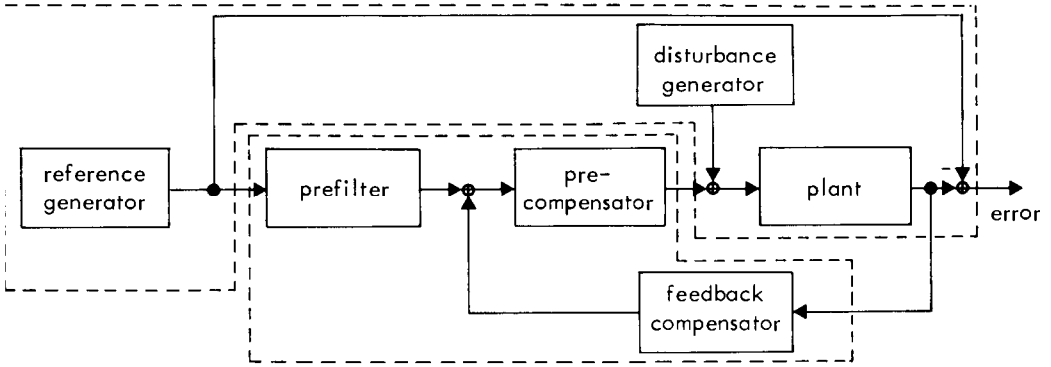 disturbance
generator
reference
generator
prefilter
pre-
compensator
plant
-
error
feedback
compensator